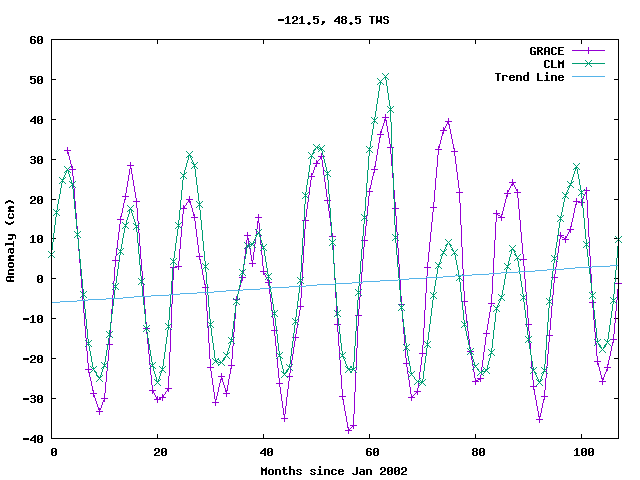 -121.5, 48.5 TWS
60
50
40
30
20
10
0
-10
-20
-30
-40
Anomaly (cm)
GRACE
CLM
Trend Line
0 20 40 60 80 100
Months since Jan 2002